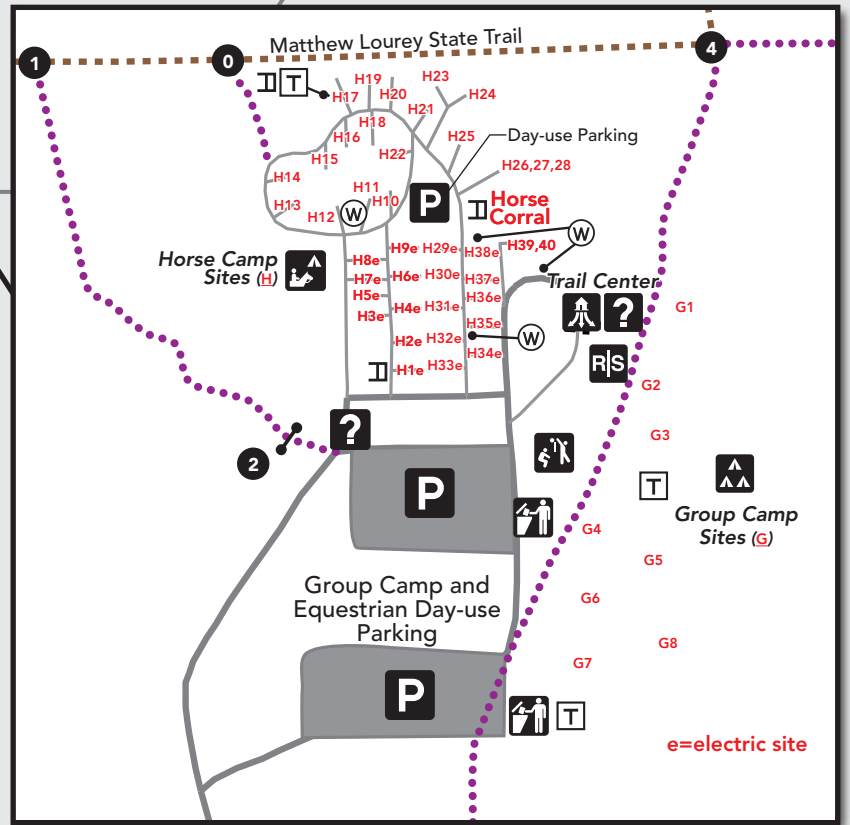 Matthew Lourey State Trail
1
0
4
T
H19
H23
H17
H20
H24
H21
H18
H16
H25
Day-use Parking
H15
H22
H26,27,28
H14
H11
P
Horse
Corral
H13
H12
W
H10
W
H39,40
Horse Camp
Sites (H)
H9e
H29e
H38e
H8e
H7e
H6e
H30e
H37e
Trail Center
H5e
H36e
H4e
H31e
?
G1
H3e
H35e
H2e
H32e
W
H34e
H1e
H33e
R|S
G2
?
2
G3
P
T
Group Camp
Sites (G)
G4
G5
Group Camp and
Equestrian Day-use
Parking
G6
G8
G7
P
T
e=electric site